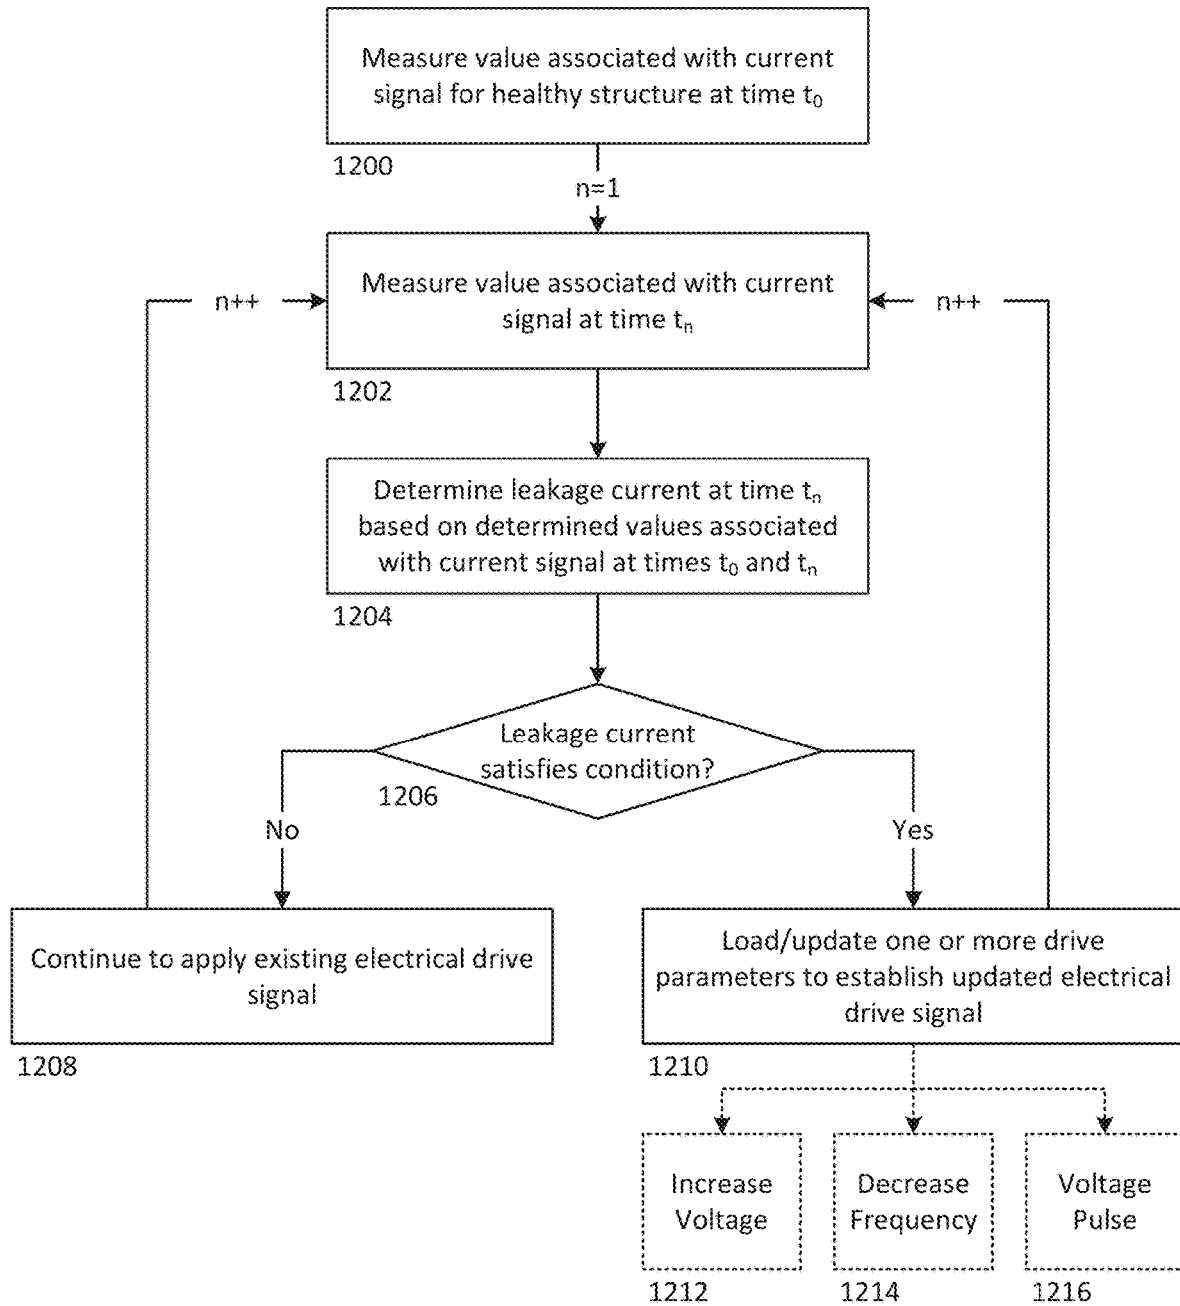 Measure value associated with current
signal for healthy structure at time t₀
1200
n=1
n++
Measure value associated with current
signal at time tₙ
n++
1202
Determine leakage current at time tₙ
based on determined values associated
with current signal at times t₀ and tₙ
1204
Leakage current
satisfies condition?
1206
No
Yes
Continue to apply existing electrical drive
signal
1208
Load/update one or more drive
parameters to establish updated electrical
drive signal
1210
Increase
Voltage
1212
Decrease
Frequency
1214
Voltage
Pulse
1216